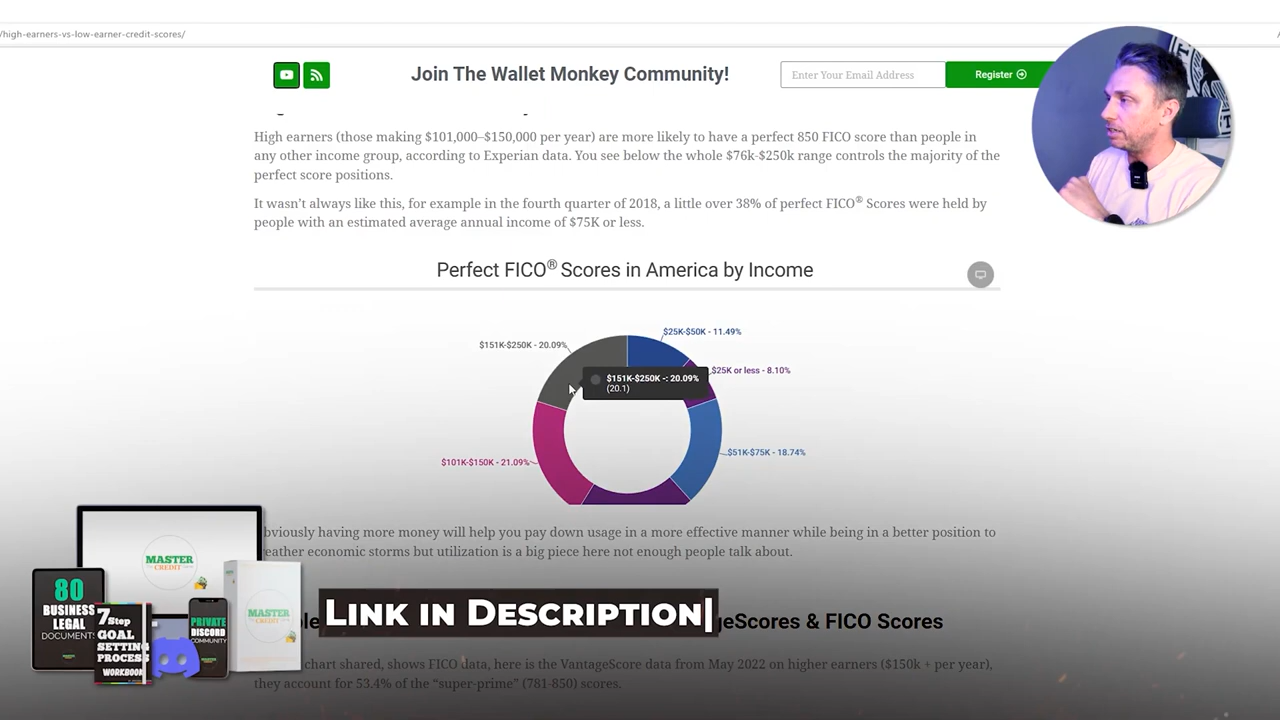 /high-earners-vs-low-earner-credit-scores/
Join The Wallet Monkey Community!
Enter Your Email Address
Register
High earners (those making $101,000–$150,000 per year) are more likely to have a perfect 850 FICO score than people in
any other income group, according to Experian data. You see below the whole $76k-$250k range controls the majority of the
perfect score positions.
It wasn’t always like this, for example in the fourth quarter of 2018, a little over 38% of perfect FICO® Scores were held by
people with an estimated average annual income of $75K or less.
Perfect FICO® Scores in America by Income
$25K-$50K - 11.49%
$151K-$250K - 20.09%
$25K or less - 8.10%
$151K-$250K -: 20.09%
(20.1)
$51K-$75K - 18.74%
$101K-$150K - 21.09%
bviously having more money will help you pay down usage in a more effective manner while being in a better position to
eather economic storms but utilization is a big piece here not enough people talk about.
MASTER
CREDIT
80
BUSINESS
LEGAL
DOCUMENTS
7 Step
GOAL
SETTING
PROCESS
WORKBOOK
PRIVATE
DISCORD
COMMUNITY
MASTER
CREDIT
LINK IN DESCRIPTION|
geScores & FICO Scores
chart shared, shows FICO data, here is the VantageScore data from May 2022 on higher earners ($150k + per year),
they account for 53.4% of the “super-prime” (781-850) scores.